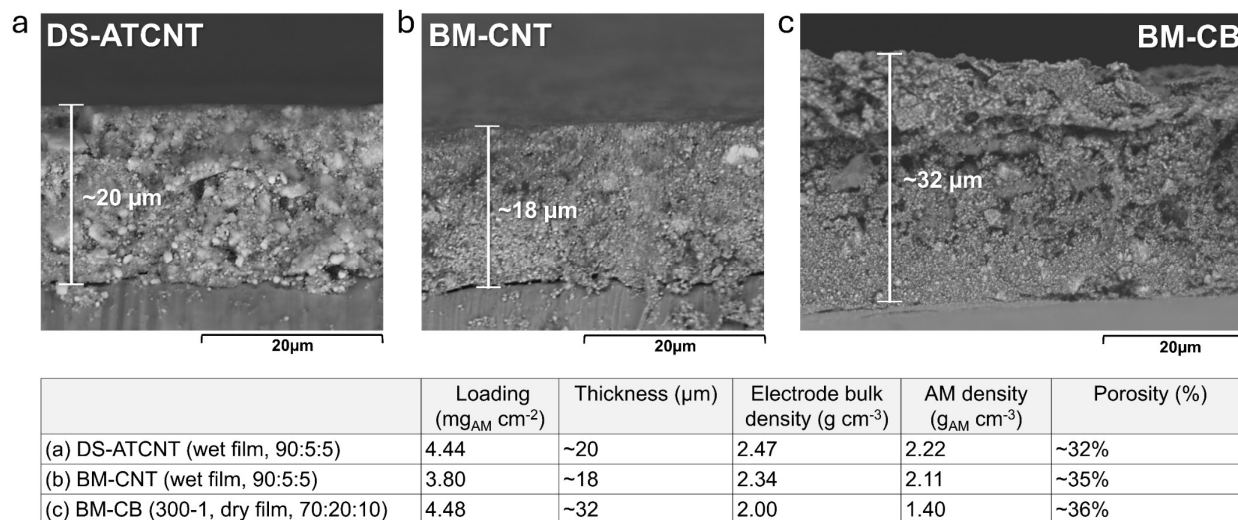 a DS-ATCNT
b BM-CNT
c BM-CB
~20 µm
~18 µm
~32 µm
20µm
20µm
20µm
Loading (mg_AM cm⁻²) Thickness (µm) Electrode bulk density (g cm⁻³) AM density (g_AM cm⁻³) Porosity (%)
(a) DS-ATCNT (wet film, 90:5:5) 4.44 ~20 2.47 2.22 ~32%
(b) BM-CNT (wet film, 90:5:5) 3.80 ~18 2.34 2.11 ~35%
(c) BM-CB (300-1, dry film, 70:20:10) 4.48 ~32 2.00 1.40 ~36%